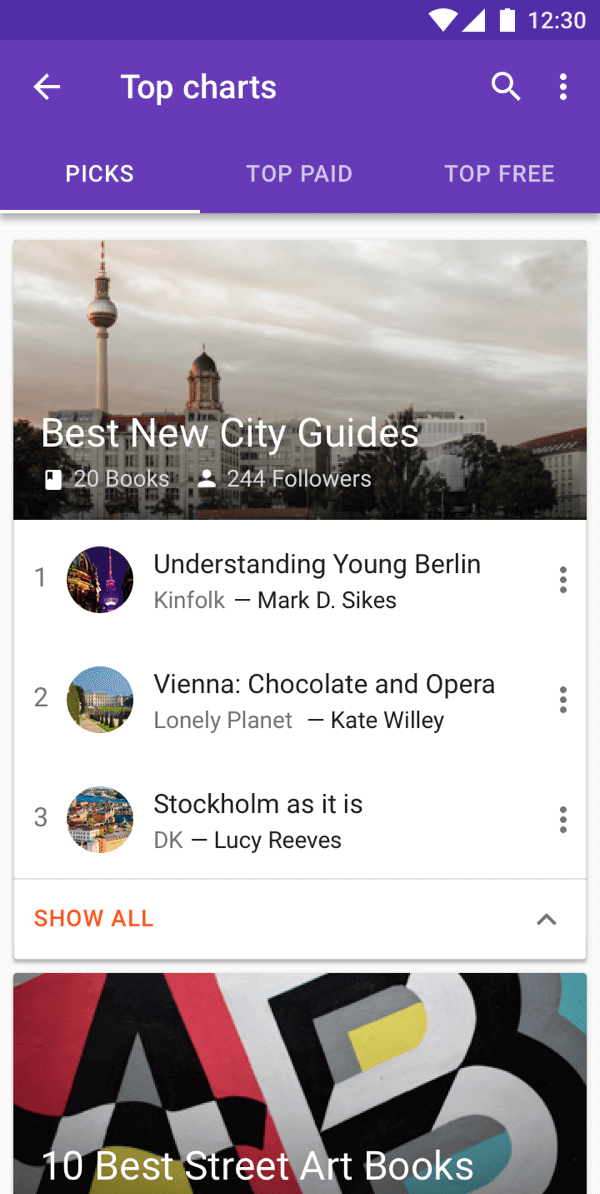 12:30
Top charts
PICKS TOP PAID TOP FREE
Best New City Guides
20 Books 244 Followers
1 Understanding Young Berlin
Kinfolk — Mark D. Sikes
2 Vienna: Chocolate and Opera
Lonely Planet — Kate Willey
3 Stockholm as it is
DK — Lucy Reeves
SHOW ALL
10 Best Street Art Books